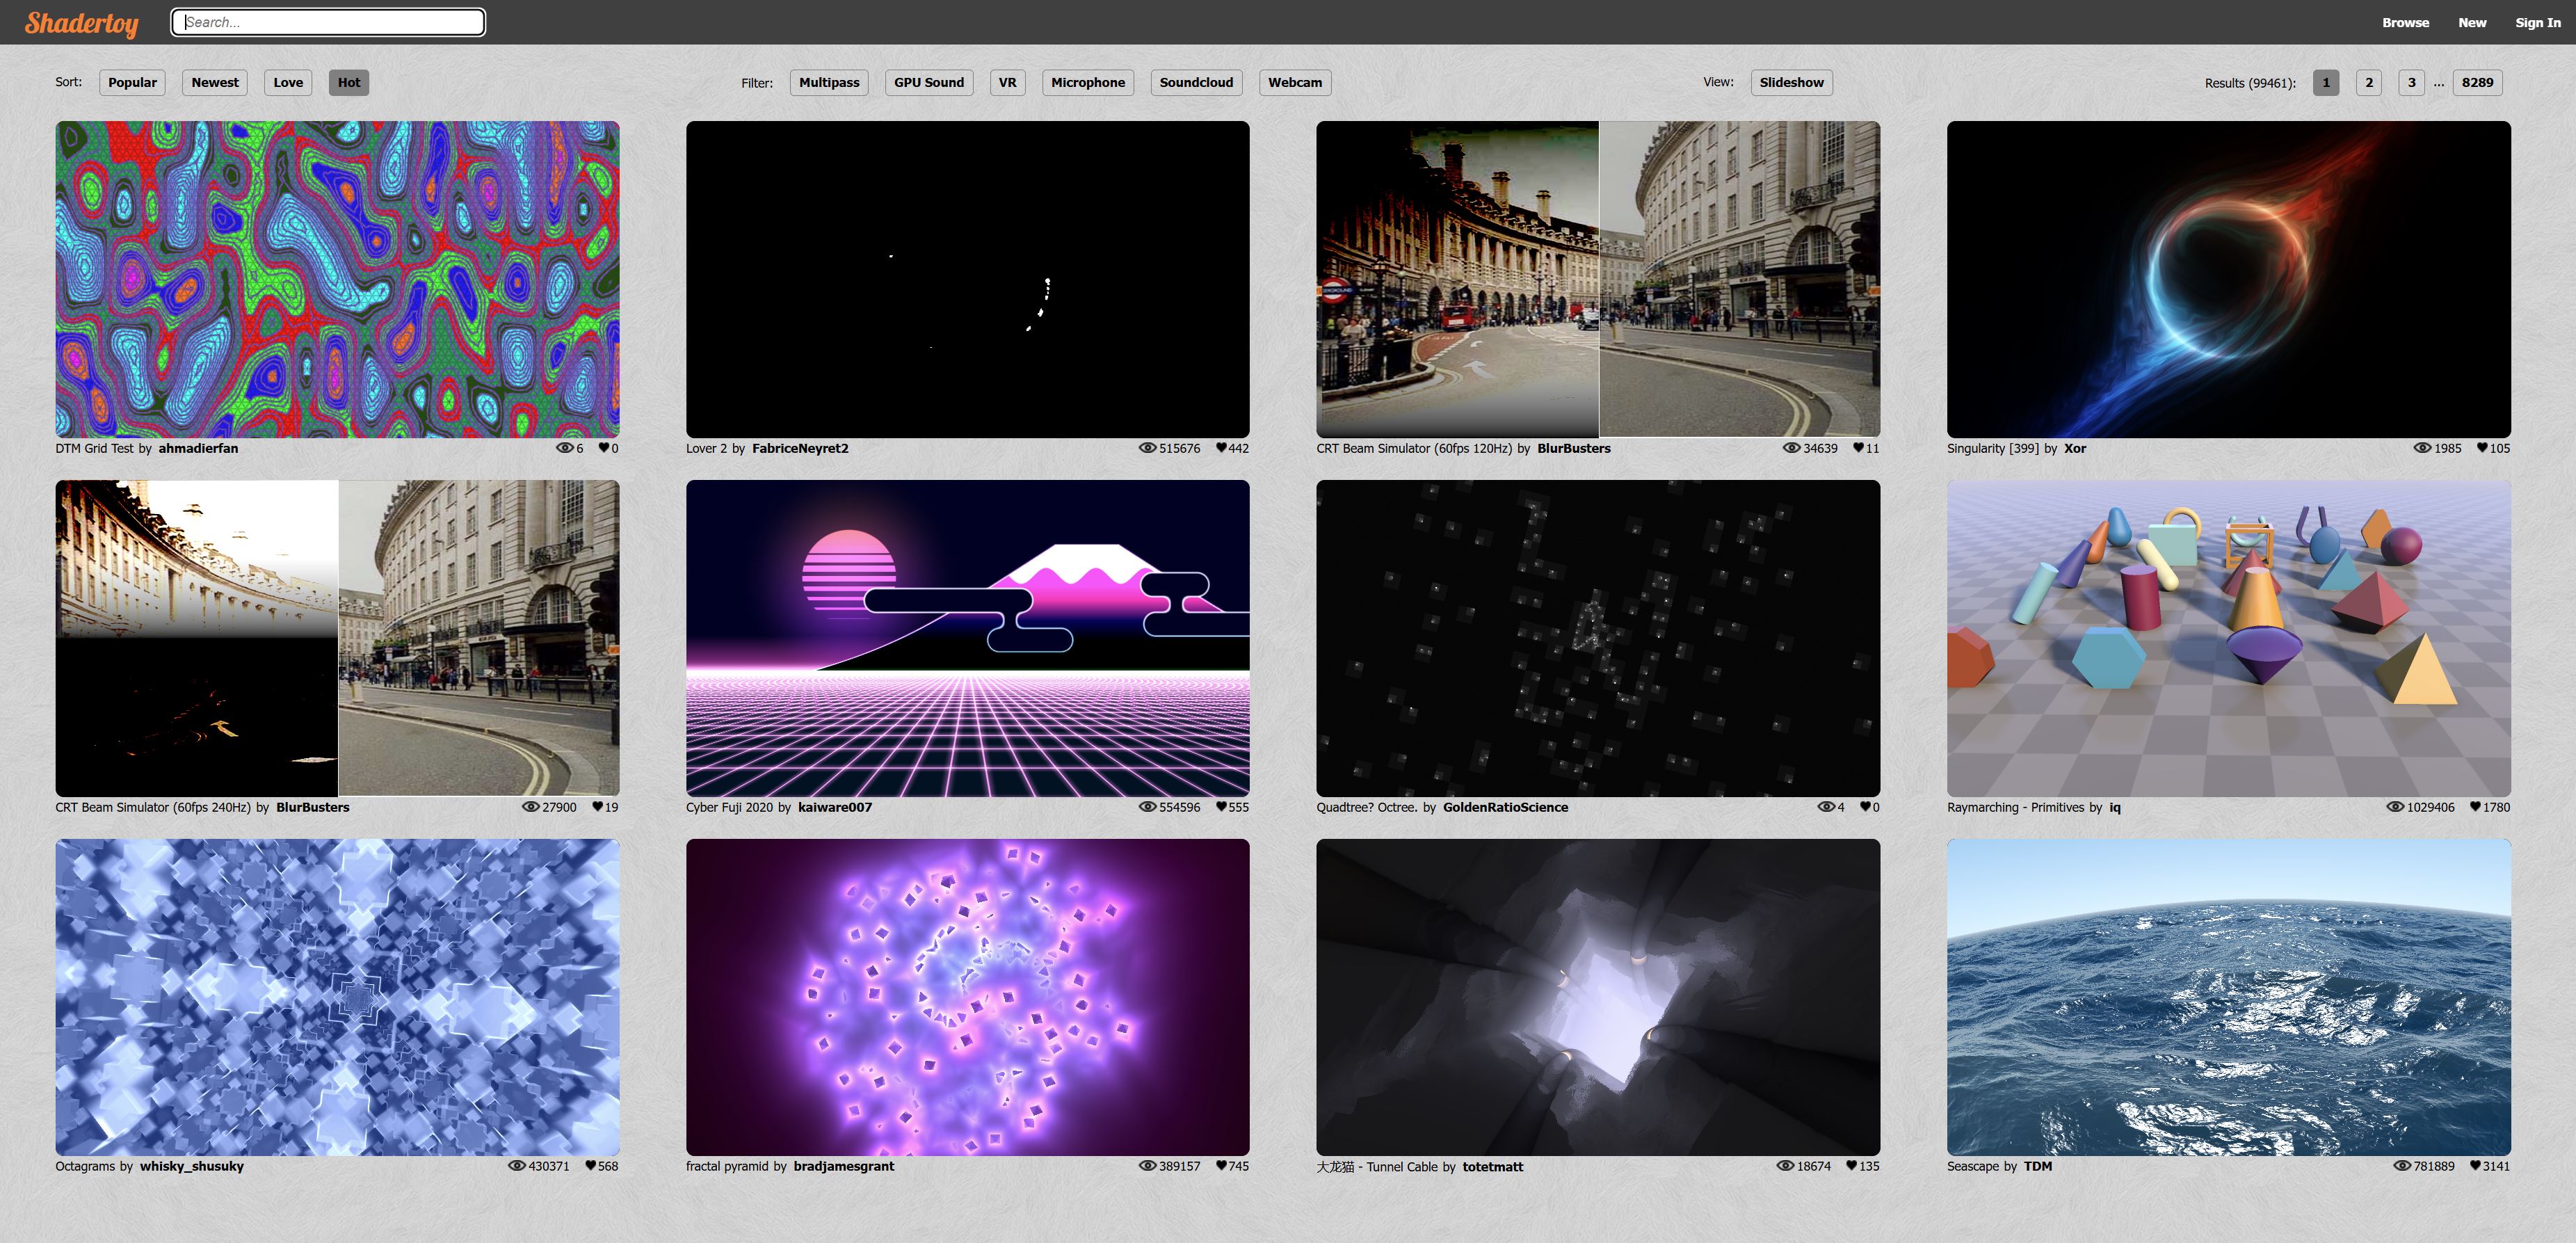 Shadertoy Search... Browse New Sign In
Sort: Popular Newest Love Hot Filter: Multipass GPU Sound VR Microphone Soundcloud Webcam View: Slideshow Results (99461): 1 2 3 ... 8289
DTM Grid Test by ahmadierfan 6 0
Lover 2 by FabriceNeyret2 515676 442
CRT Beam Simulator (60fps 120Hz) by BlurBusters 34639 11
Singularity [399] by Xor 1985 105
CRT Beam Simulator (60fps 240Hz) by BlurBusters 27900 19
Cyber Fuji 2020 by kaiware007 554596 555
Quadtree? Octree. by GoldenRatioScience 4 0
Raymarching - Primitives by iq 1029406 1780
Octagrams by whisky_shusuky 430371 568
fractal pyramid by bradjamesgrant 389157 745
大龙猫 - Tunnel Cable by totetmatt 18674 135
Seascape by TDM 781889 3141